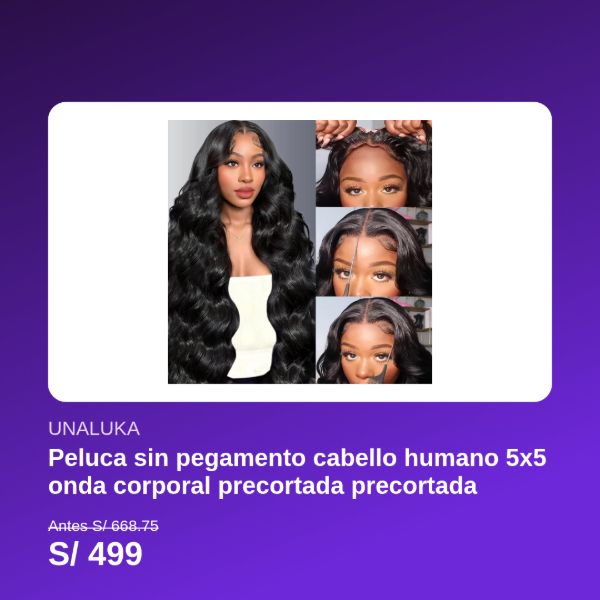 UNALUKA
Peluca sin pegamento cabello humano 5x5
onda corporal precortada precortada
Antes S/ 668.75
S/ 499